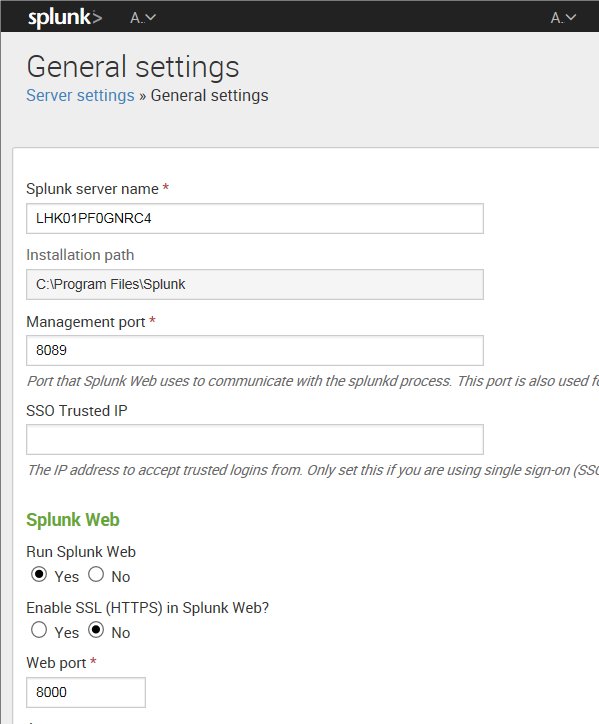 splunk> A. A.
General settings
Server settings » General settings
Splunk server name *
LHK01PF0GNRC4
Installation path
C:\Program Files\Splunk
Management port *
8089
Port that Splunk Web uses to communicate with the splunkd process. This port is also used fo
SSO Trusted IP
The IP address to accept trusted logins from. Only set this if you are using single sign-on (SSO
Splunk Web
Run Splunk Web
Yes No
Enable SSL (HTTPS) in Splunk Web?
Yes No
Web port *
8000